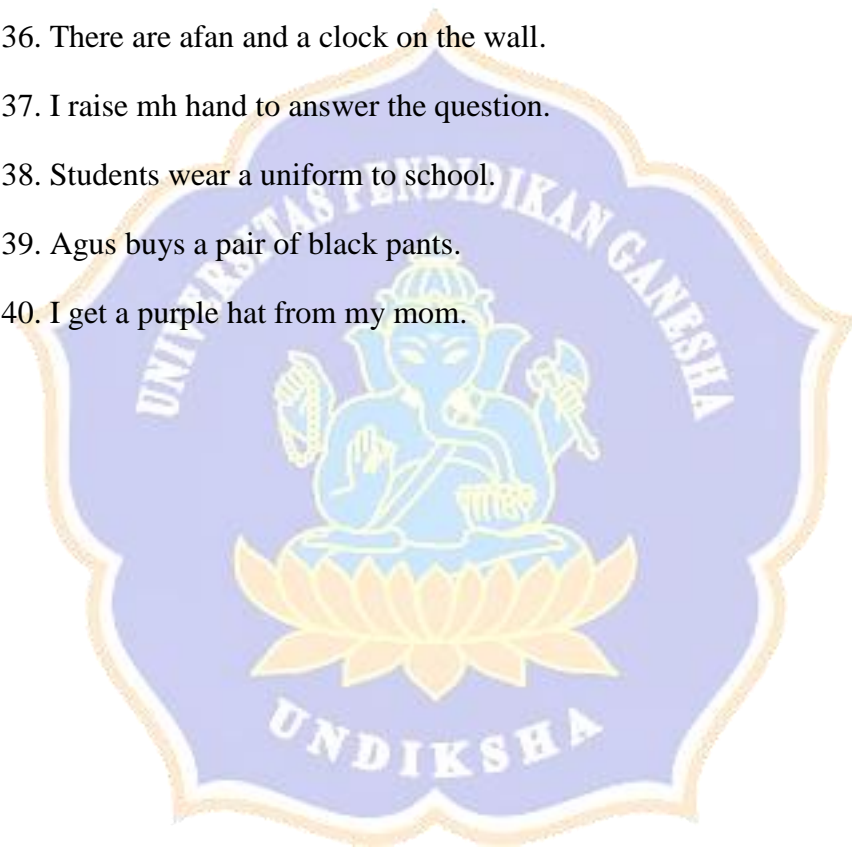 36. There are afan and a clock on the wall.
37. I raise mh hand to answer the question.
38. Students wear a uniform to school.
39. Agus buys a pair of black pants.
40. I get a purple hat from my mom.
UNIVERSITAS PENDIDIKAN GANESHA
UNDIKSHA